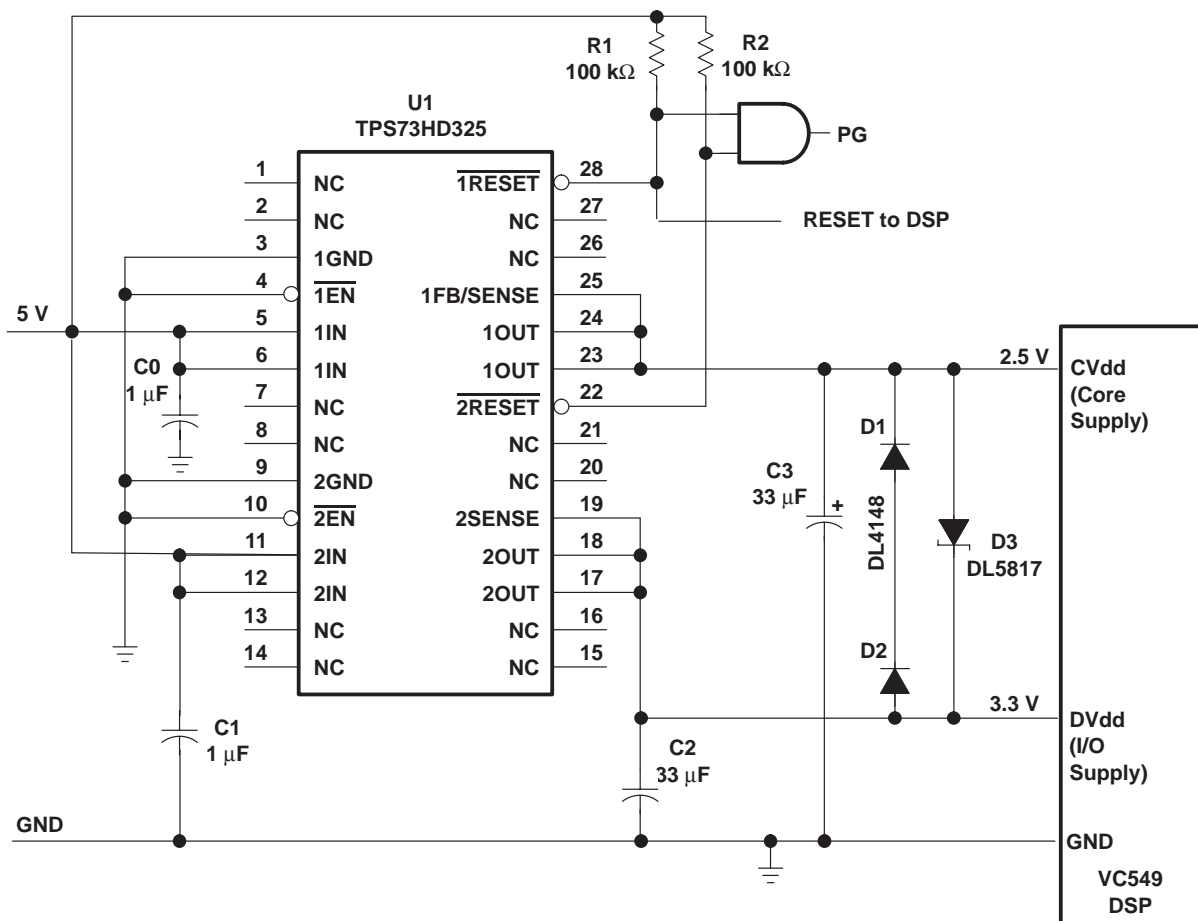 R1
100 kΩ
R2
100 kΩ
U1
TPS73HD325
PG
1
NC
1RESET
28
2
NC
NC
27
RESET to DSP
3
1GND
NC
26
4
1EN
1FB/SENSE
25
5 V
5
1IN
1OUT
24
6
1IN
1OUT
23
C0
1 μF
7
NC
2RESET
22
8
NC
NC
21
9
2GND
NC
20
10
2EN
2SENSE
19
11
2IN
2OUT
18
12
2IN
2OUT
17
13
NC
NC
16
14
NC
NC
15
2.5 V
CVdd
(Core
Supply)
D1
C3
33 μF
+
DL4148
D3
DL5817
D2
3.3 V
DVdd
(I/O
Supply)
C1
1 μF
C2
33 μF
GND
GND
VC549
DSP